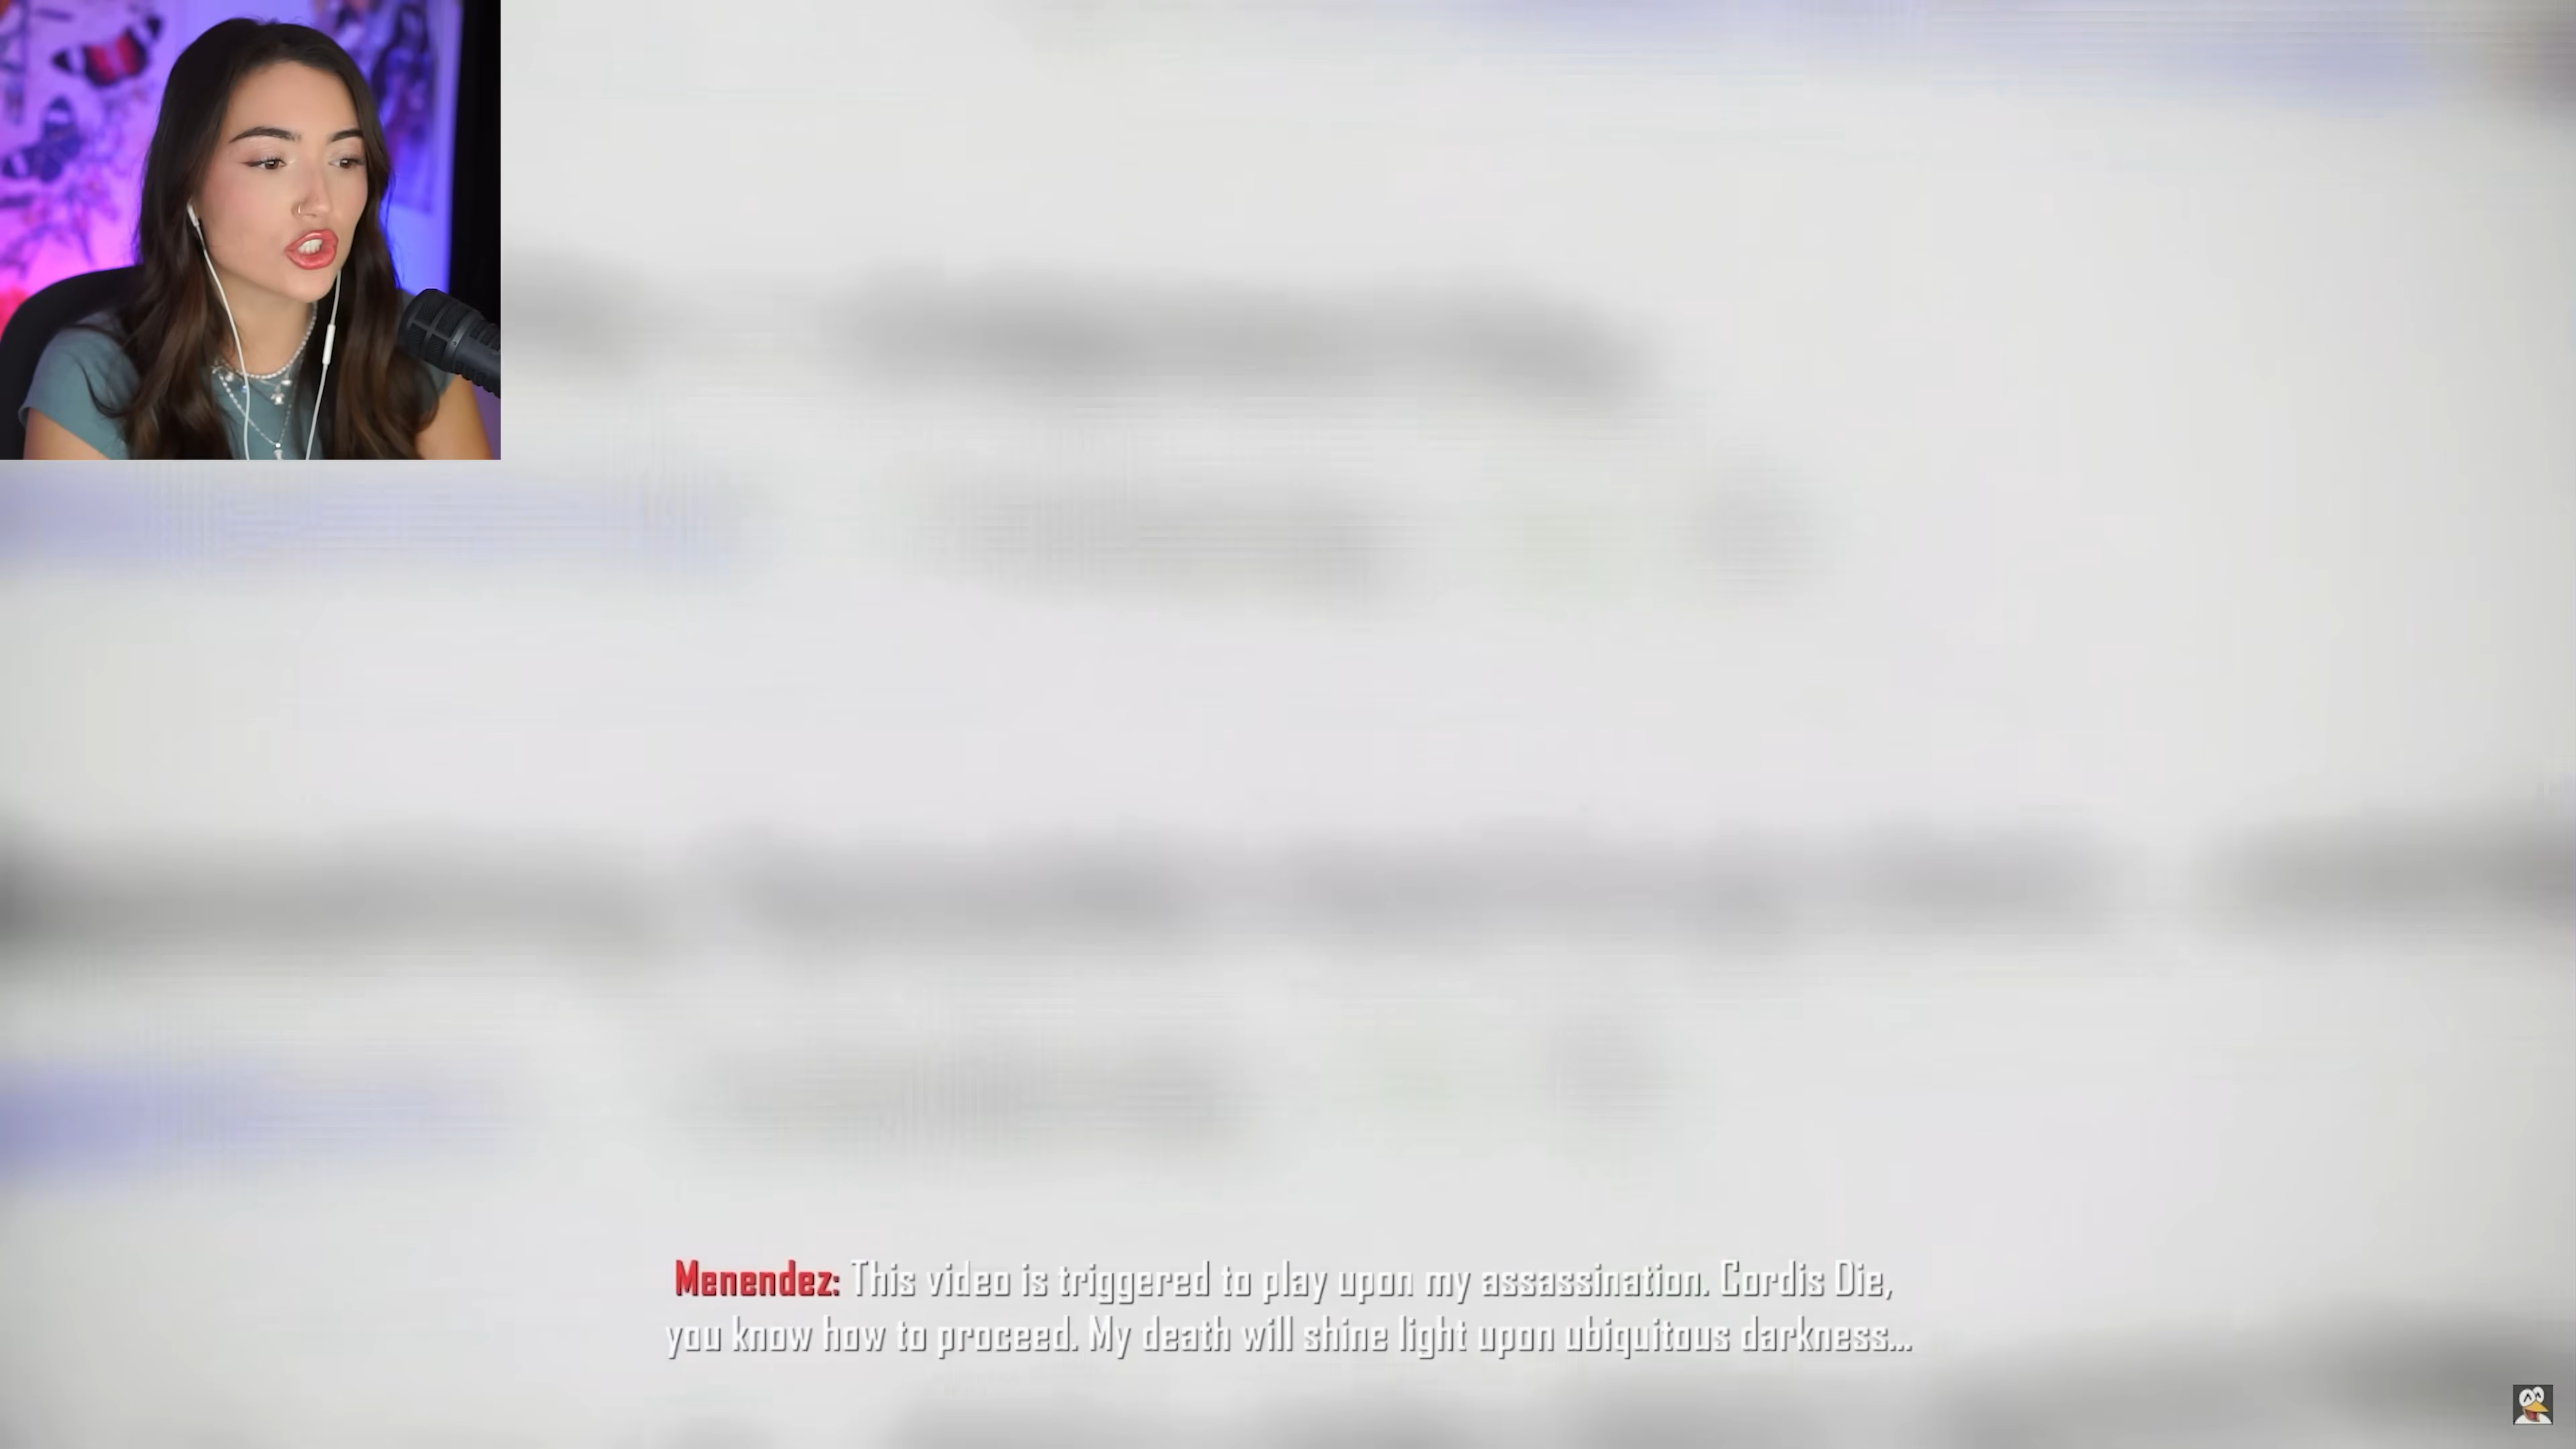 Menendez: This video is triggered to play upon my assassination. Cordis Die,
you know how to proceed. My death will shine light upon ubiquitous darkness...